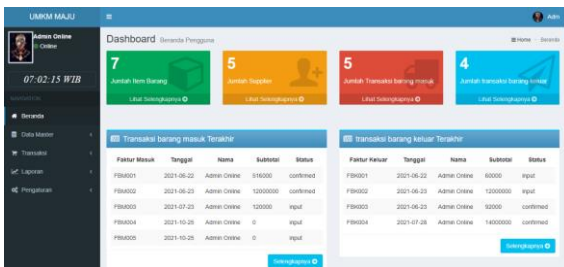 UMKM MAJU
Admin Online
Online
07:02:15 WIB
NAVIGATION
Beranda
Data Master
Transaksi
Laporan
Pengaturan
Adm
Dashboard Beranda Pengguna
Home Beranda
7
Jumlah Item Barang
Lihat Selengkapnya
5
Jumlah Supplier
Lihat Selengkapnya
5
Jumlah Transaksi barang masuk
Lihat Selengkapnya
4
Jumlah transaksi barang keluar
Lihat Selengkapnya
Transaksi barang masuk Terakhir
Faktur Masuk Tanggal Nama Subtotal Status
FBM001 2021-06-22 Admin Online 516000 confirmed
FBM002 2021-06-23 Admin Online 12000000 confirmed
FBM003 2021-07-23 Admin Online 120000 input
FBM004 2021-10-25 Admin Online 0 input
FBM005 2021-10-25 Admin Online 0 input
Selengkapnya
transaksi barang keluar Terakhir
Faktur Keluar Tanggal Nama Subtotal Status
FBK001 2021-06-22 Admin Online 60000 input
FBK002 2021-06-23 Admin Online 12000000 input
FBK003 2021-06-23 Admin Online 92000 confirmed
FBK004 2021-07-28 Admin Online 14000000 confirmed
Selengkapnya